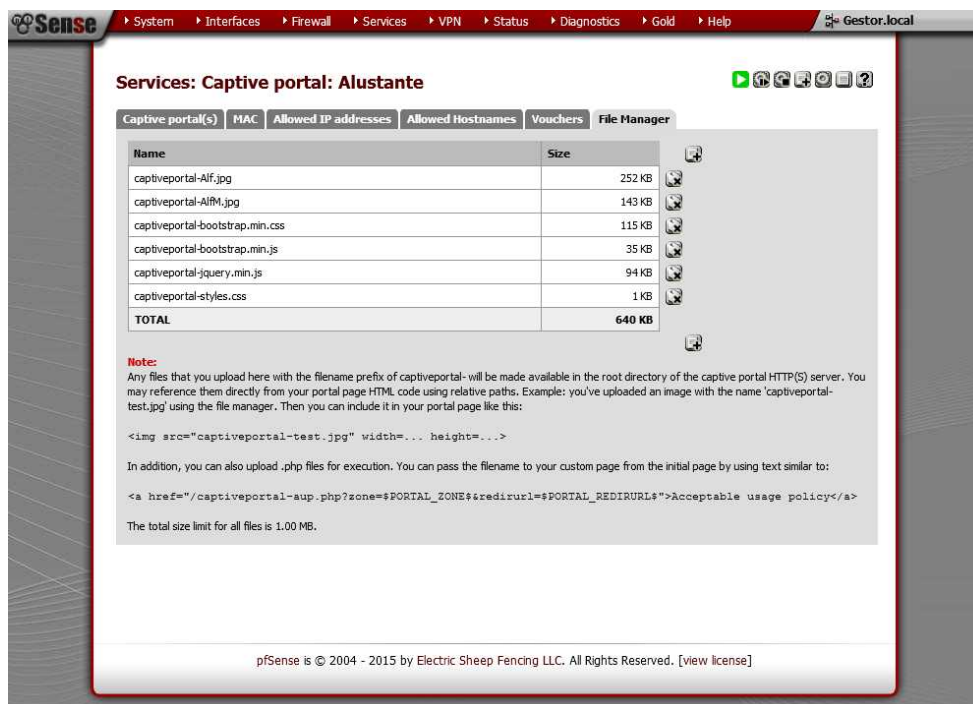 Sense
System Interfaces Firewall Services VPN Status Diagnostics Gold Help
Gestor.local
Services: Captive portal: Alustante
Captive portal(s) MAC Allowed IP addresses Allowed Hostnames Vouchers File Manager
Name Size
captiveportal-Alf.jpg 252 KB
captiveportal-AlfM.jpg 143 KB
captiveportal-bootstrap.min.css 115 KB
captiveportal-bootstrap.min.js 35 KB
captiveportal-jquery.min.js 94 KB
captiveportal-styles.css 1 KB
TOTAL 640 KB
Note:
Any files that you upload here with the filename prefix of captiveportal- will be made available in the root directory of the captive portal HTTP(S) server. You
may reference them directly from your portal page HTML code using relative paths. Example: you've uploaded an image with the name 'captiveportal-
test.jpg' using the file manager. Then you can include it in your portal page like this:
<img src="captiveportal-test.jpg" width=... height=...>
In addition, you can also upload .php files for execution. You can pass the filename to your custom page from the initial page by using text similar to:
<a href="/captiveportal-aup.php?zone=$PORTAL_ZONE$&redirurl=$PORTAL_REDIRURL$">Acceptable usage policy</a>
The total size limit for all files is 1.00 MB.
pfSense is © 2004 - 2015 by Electric Sheep Fencing LLC. All Rights Reserved. [view license]